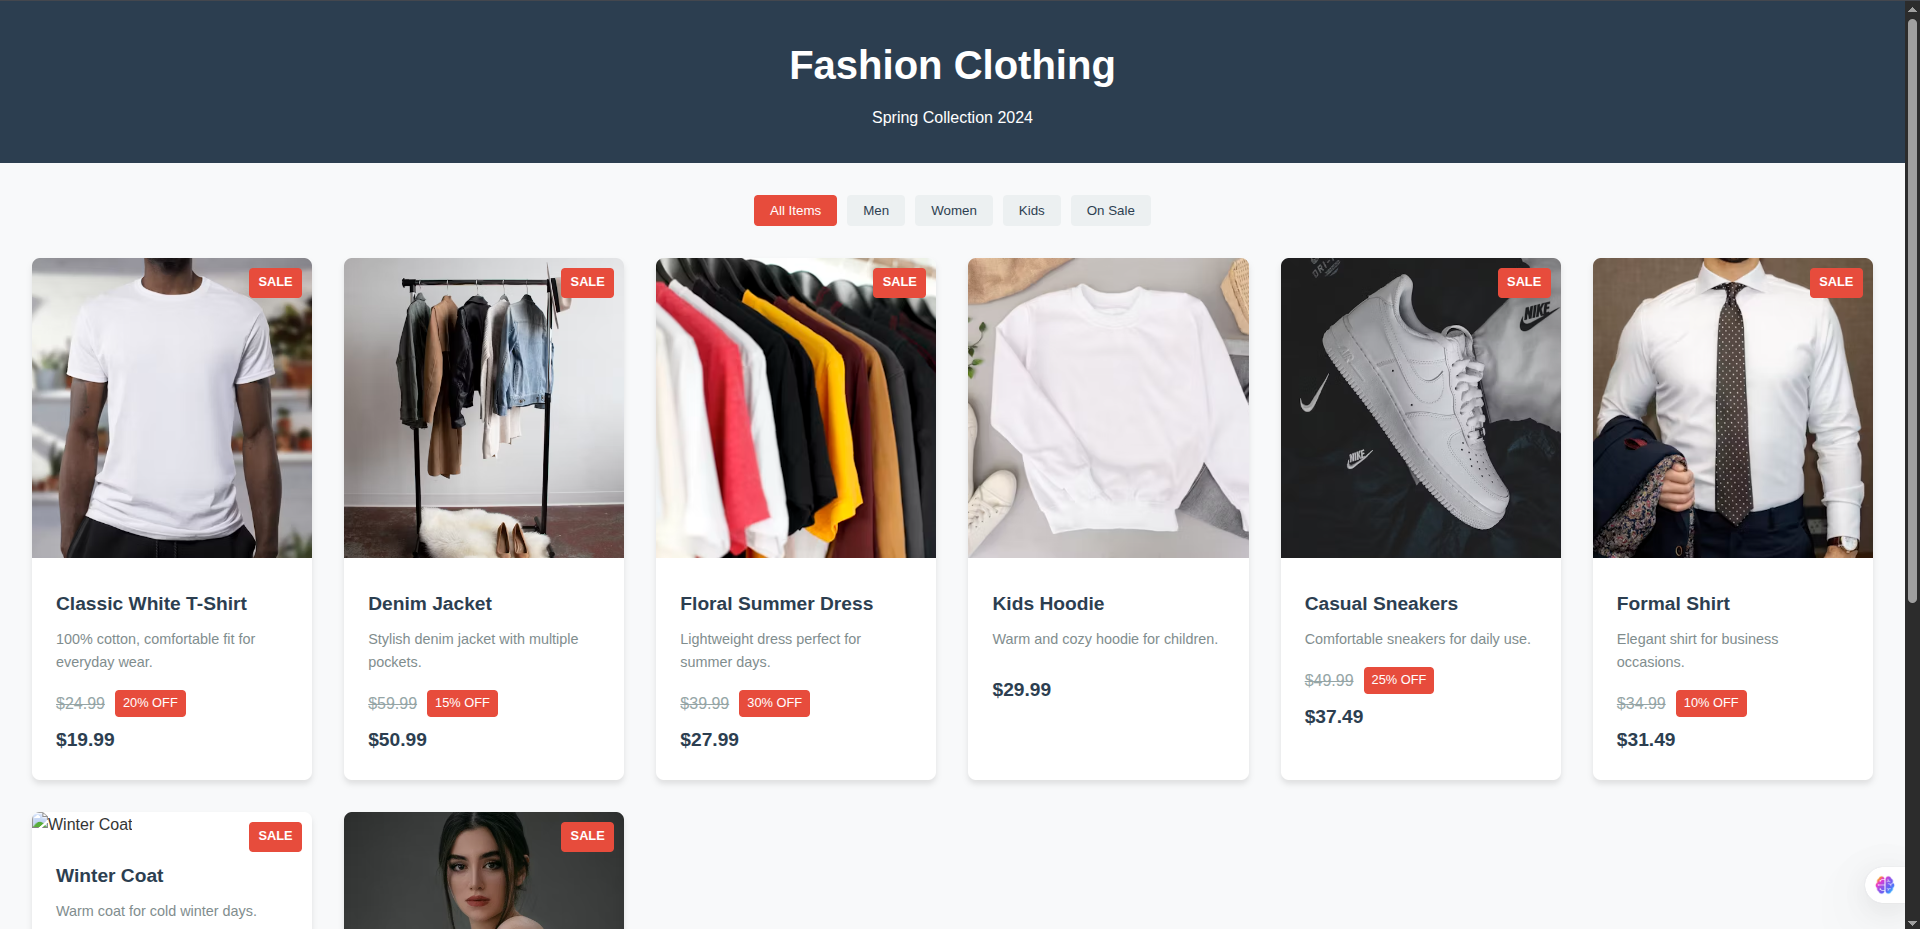 Fashion Clothing
Spring Collection 2024
All Items
Men
Women
Kids
On Sale
SALE
SALE
SALE
NIKE
NIKE
SALE
SALE
Classic White T-Shirt
100% cotton, comfortable fit for
everyday wear.
$24.99
20% OFF
$19.99
Denim Jacket
Stylish denim jacket with multiple
pockets.
$59.99
15% OFF
$50.99
Floral Summer Dress
Lightweight dress perfect for
summer days.
$39.99
30% OFF
$27.99
Kids Hoodie
Warm and cozy hoodie for children.
$29.99
Casual Sneakers
Comfortable sneakers for daily use.
$49.99
25% OFF
$37.49
Formal Shirt
Elegant shirt for business
occasions.
$34.99
10% OFF
$31.49
Winter Coat
SALE
Winter Coat
Warm coat for cold winter days.
SALE